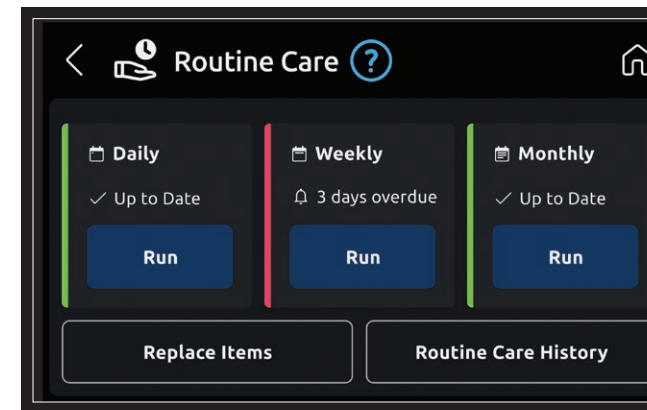 Routine Care ?
Daily
Weekly
Monthly
Up to Date
3 days overdue
Up to Date
Run
Run
Run
Replace Items
Routine Care History